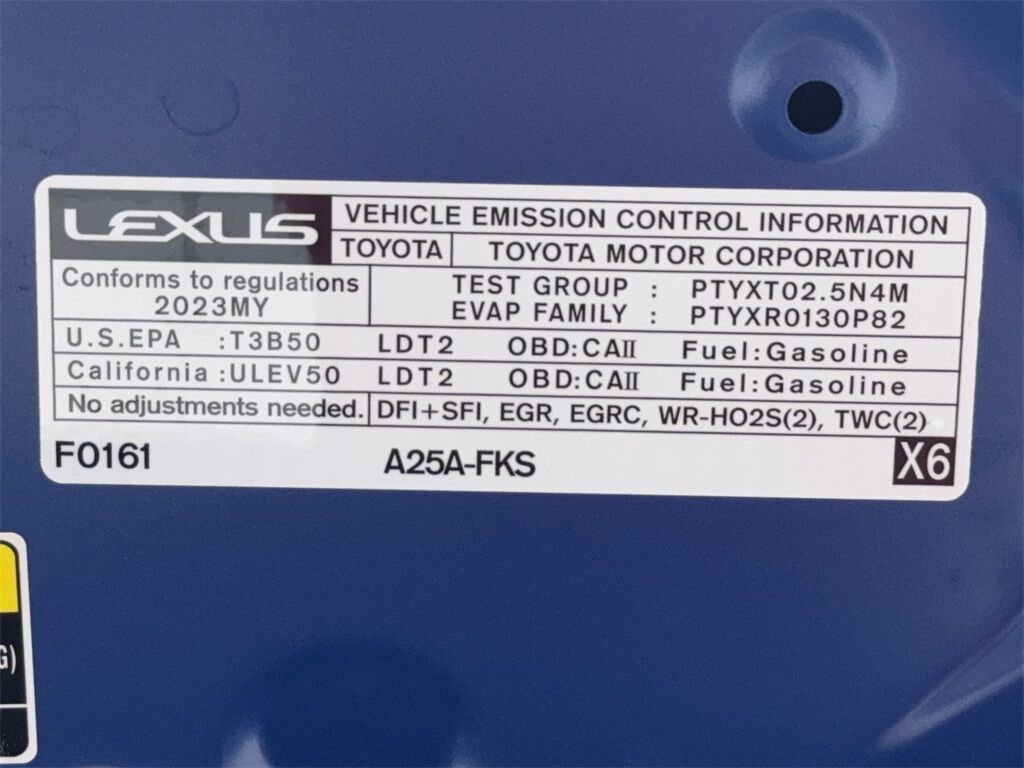 LEXUS VEHICLE EMISSION CONTROL INFORMATION
TOYOTA TOYOTA MOTOR CORPORATION
Conforms to regulations TEST GROUP : PTYXT02.5N4M
2023MY EVAP FAMILY : PTYXR0130P82
U.S.EPA :T3B50 LDT2 OBD:CAII Fuel:Gasoline
California :ULEV50 LDT2 OBD:CAII Fuel:Gasoline
No adjustments needed. DFI+SFI, EGR, EGRC, WR-HO2S(2), TWC(2)
F0161 A25A-FKS X6
G)